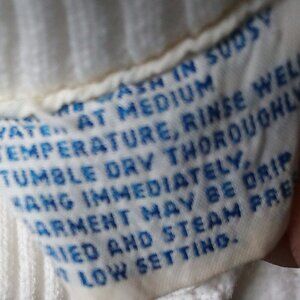 WASH IN SUDSY
WATER AT MEDIUM
TEMPERATURE, RINSE WELL
TUMBLE DRY THOROUGHLY
HANG IMMEDIATELY.
GARMENT MAY BE DRIP
DRIED AND STEAM PRE
AT LOW SETTING.